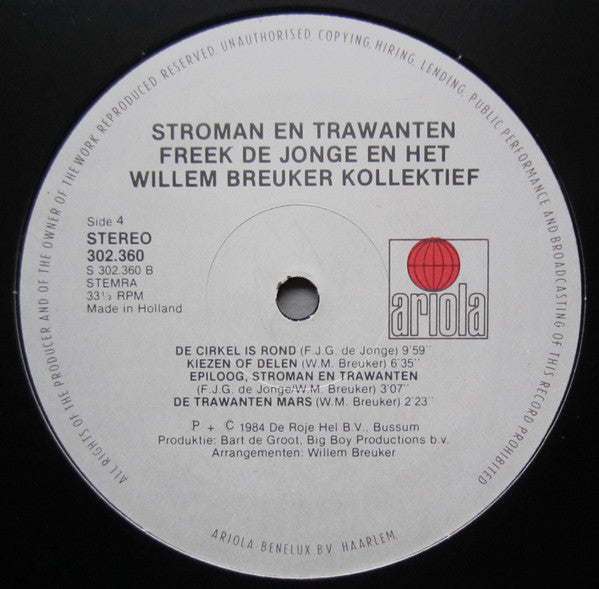 ALL RIGHTS OF THE PRODUCER AND OF THE OWNER OF THE WORK REPRODUCED RESERVED. UNAUTHORISED, COPYING, HIRING, LENDING, PUBLIC PERFORMANCE AND BROADCASTING OF THIS RECORD PROHIBITED
STROMAN EN TRAWANTEN
FREEK DE JONGE EN HET
WILLEM BREUKER KOLLEKTIEF
Side 4
STEREO
302.360
S 302.360 B
STEMRA
33⅓ RPM
Made in Holland
ariola
DE CIRKEL IS ROND (F.J.G. de Jonge) 9'59''
KIEZEN OF DELEN (W.M. Breuker) 6'35''
EPILOOG, STROMAN EN TRAWANTEN
(F.J.G. de Jonge/W.M. Breuker) 3'07''
DE TRAWANTEN MARS (W.M. Breuker) 2'23''
P + C 1984 De Roje Hel B.V., Bussum
Produktie: Bart de Groot, Big Boy Productions b.v.
Arrangementen: Willem Breuker
ARIOLA BENELUX B.V. HAARLEM.